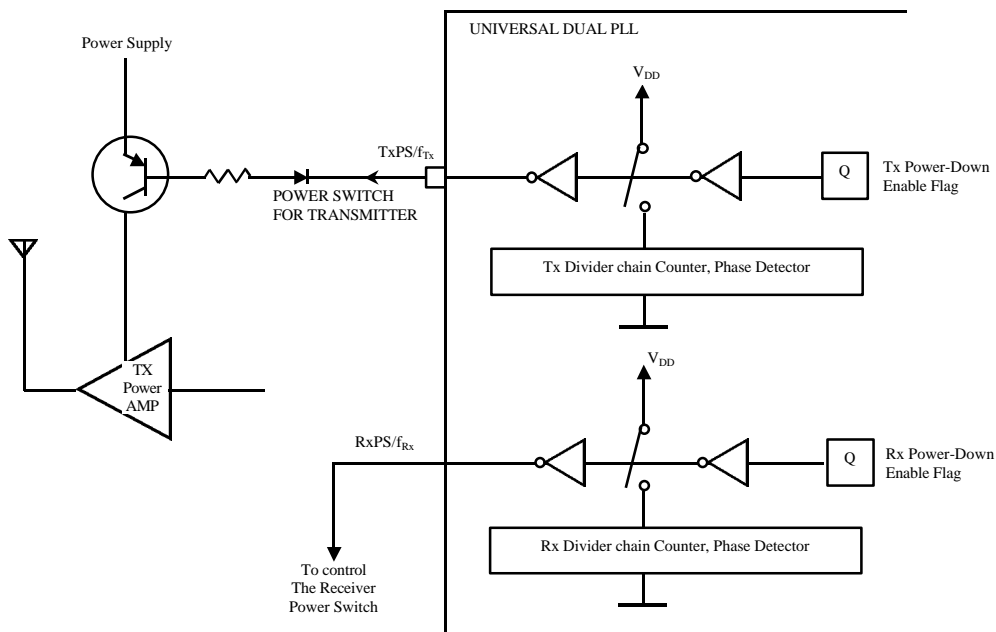 UNIVERSAL DUAL PLL
Power Supply
V_DD
TxPS/f_Tx
Q
Tx Power-Down
Enable Flag
POWER SWITCH
FOR TRANSMITTER
Tx Divider chain Counter, Phase Detector
TX
Power
AMP
V_DD
RxPS/f_Rx
Q
Rx Power-Down
Enable Flag
Rx Divider chain Counter, Phase Detector
To control
The Receiver
Power Switch